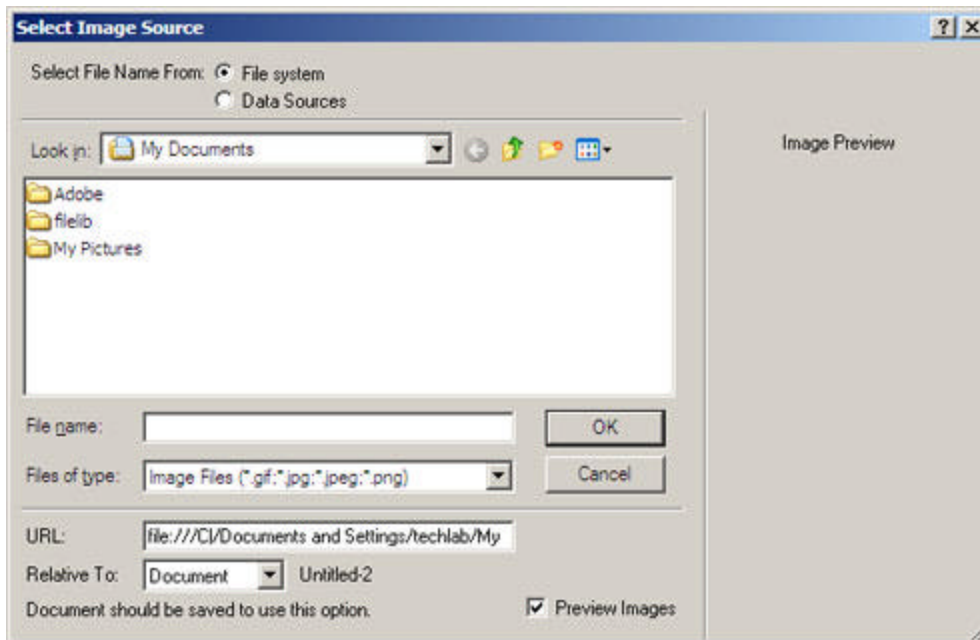 Select Image Source
Select File Name From: File system
Data Sources
Look in: My Documents
Image Preview
Adobe
filelib
My Pictures
File name:
OK
Files of type: Image Files (*.gif;*.jpg;*.jpeg;*.png)
Cancel
URL: file:///C|/Documents and Settings/techlab/My
Relative To: Document Untitled-2
Document should be saved to use this option. Preview Images